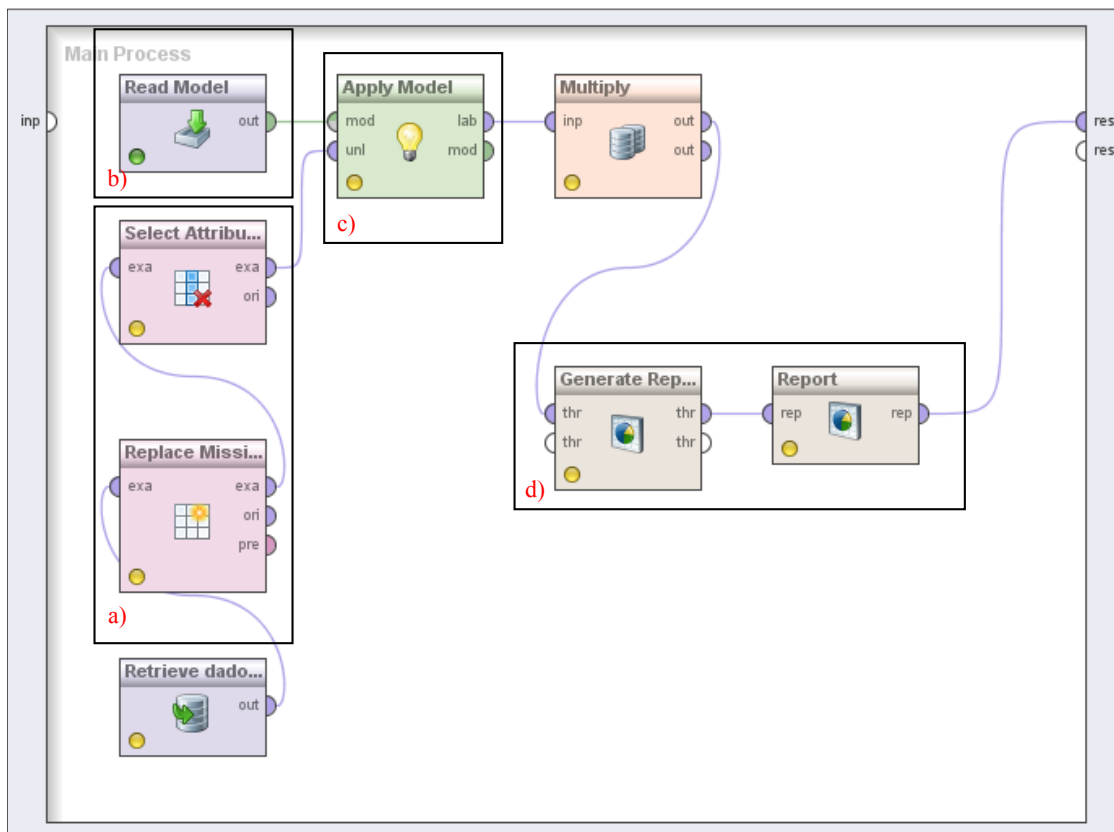 Main Process
Read Model
out
b)
Apply Model
mod lab
unl mod
c)
Multiply
inp out
out
inp
res
res
Select Attribu...
exa exa
ori
Replace Missi...
exa exa
ori
pre
a)
Generate Rep...
thr thr
thr thr
d)
Report
rep rep
Retrieve dado...
out